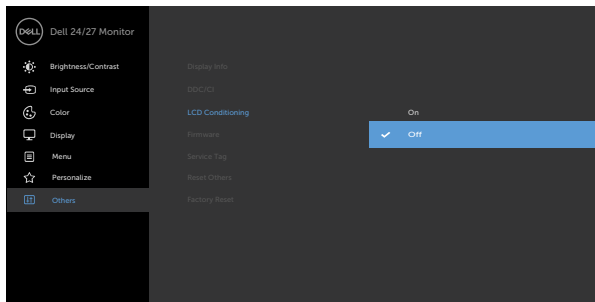 DELL
Dell 24/27 Monitor
Brightness/Contrast
Input Source
Color
Display
Menu
Personalize
Others
Display Info
DDC/CI
LCD Conditioning
Firmware
Service Tag
Reset Others
Factory Reset
On
Off